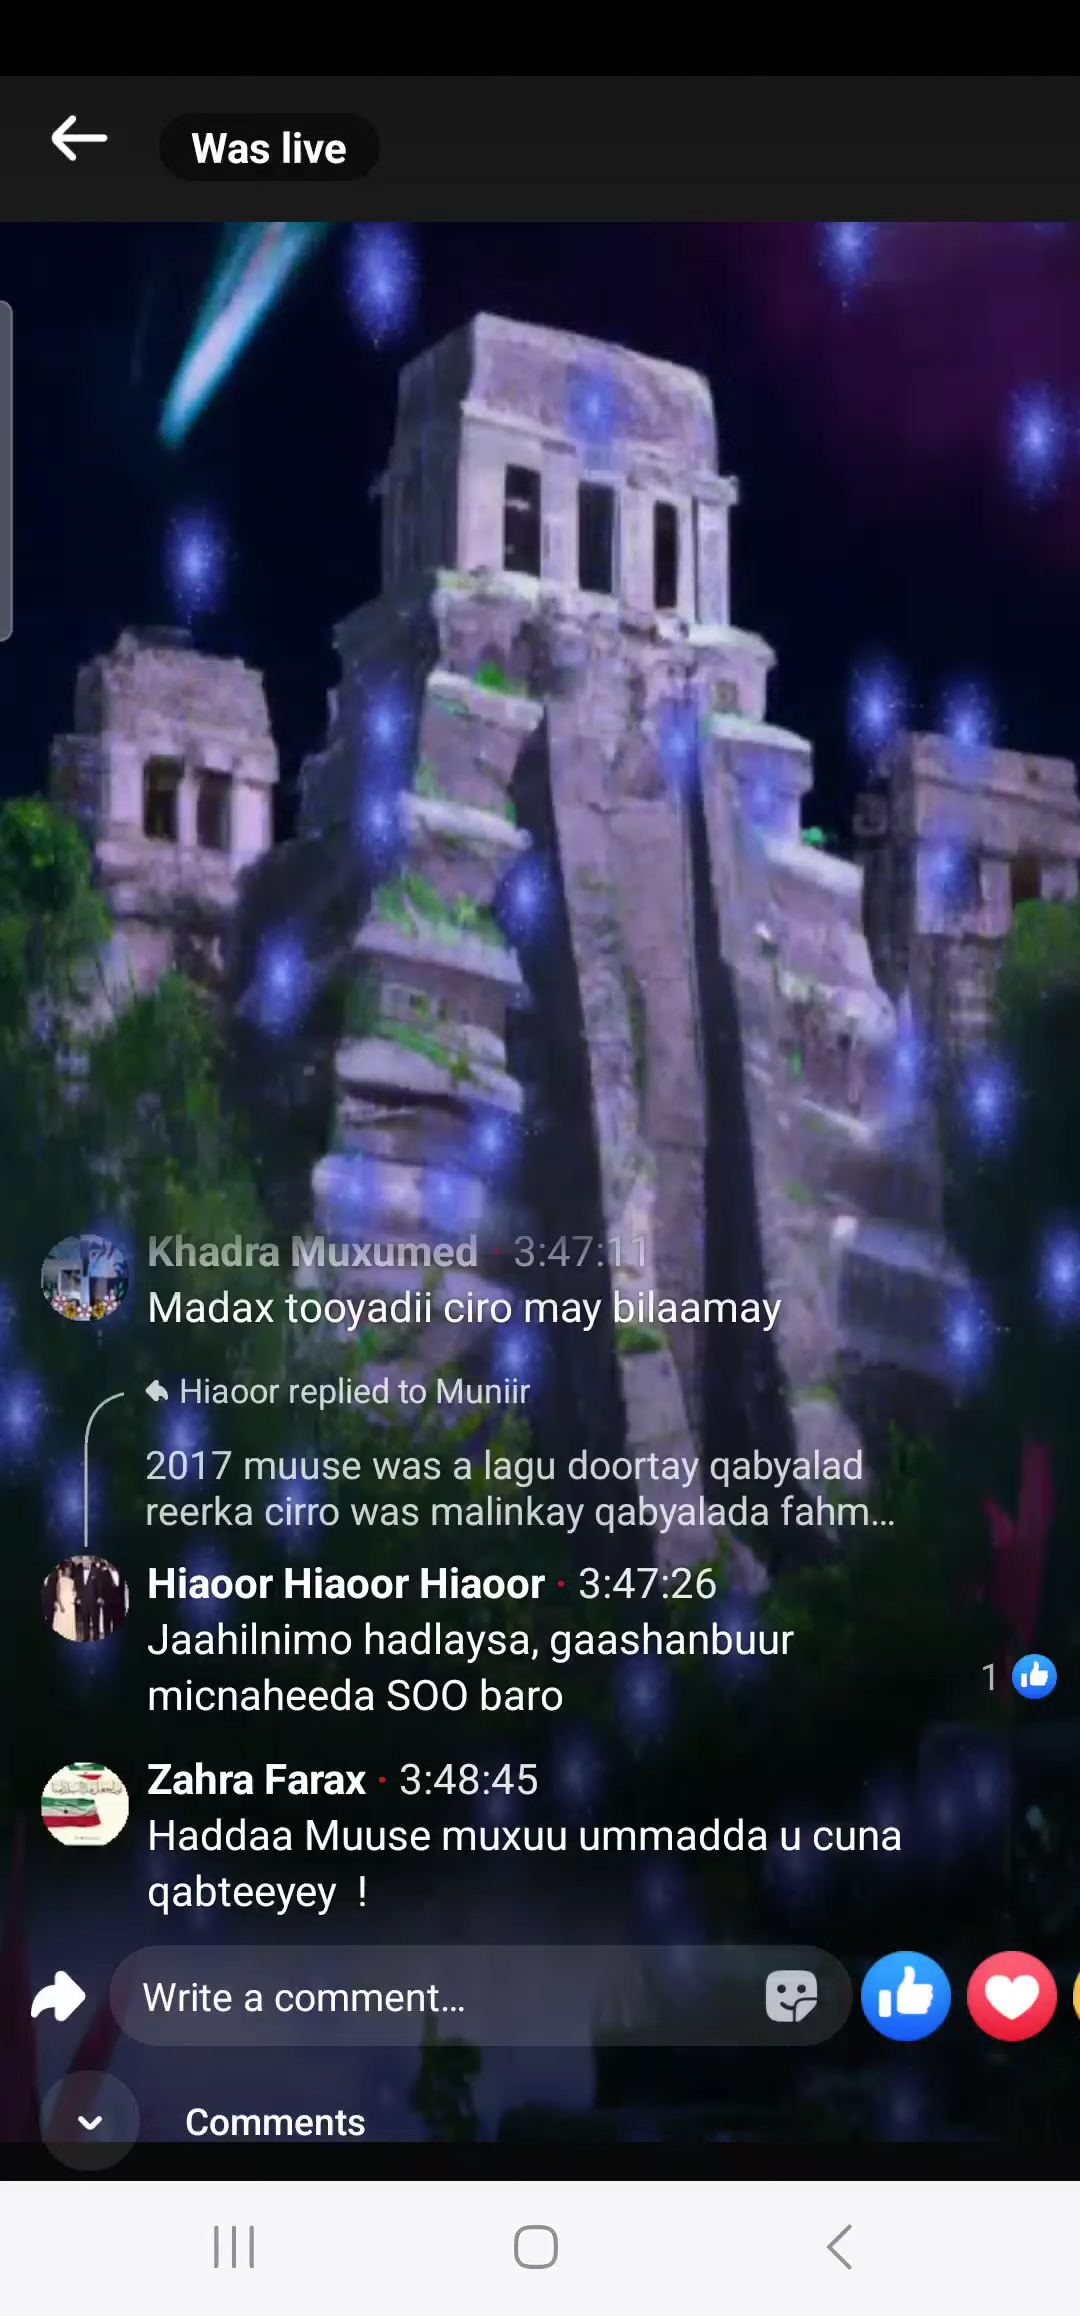 Was live
Khadra Muxumed · 3:47:11
Madax tooyadii ciro may bilaamay
Hiaoor replied to Muniir
2017 muuse was a lagu doortay qabyalad
reerka cirro was malinkay qabyalada fahm...
Hiaoor Hiaoor Hiaoor · 3:47:26
Jaahilnimo hadlaysa, gaashanbuur
micnaheeda SOO baro
1
Zahra Farax · 3:48:45
Haddaa Muuse muxuu ummadda u cuna
qabteeyey !
Write a comment...
Comments